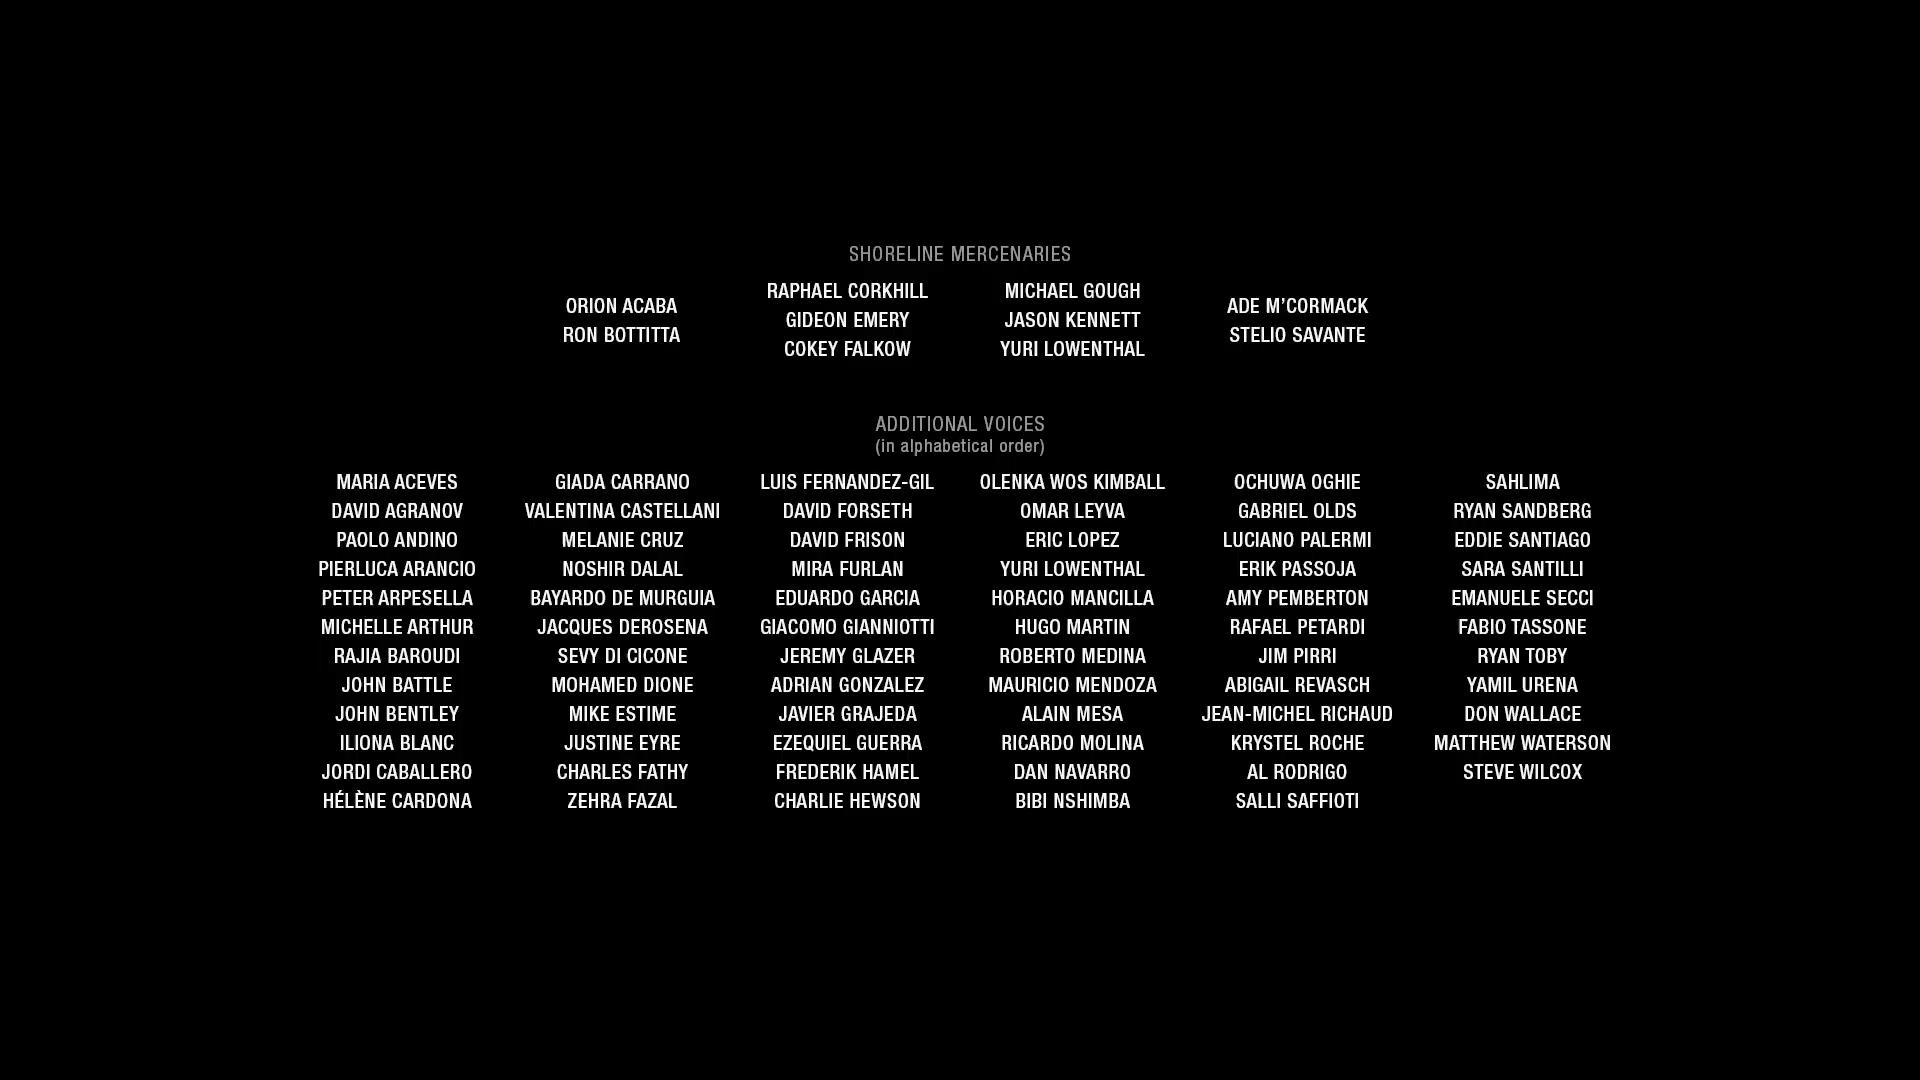 SHORELINE MERCENARIES
ORION ACABA
RON BOTTITTA
RAPHAEL CORKHILL
GIDEON EMERY
COKEY FALKOW
MICHAEL GOUGH
JASON KENNETT
YURI LOWENTHAL
ADE M’CORMACK
STELIO SAVANTE
ADDITIONAL VOICES
(in alphabetical order)
MARIA ACEVES
DAVID AGRANOV
PAOLO ANDINO
PIERLUCA ARANCIO
PETER ARPESELLA
MICHELLE ARTHUR
RAJIA BAROUDI
JOHN BATTLE
JOHN BENTLEY
ILIONA BLANC
JORDI CABALLERO
HÉLÈNE CARDONA
GIADA CARRANO
VALENTINA CASTELLANI
MELANIE CRUZ
NOSHIR DALAL
BAYARDO DE MURGUIA
JACQUES DEROSENA
SEVY DI CICONE
MOHAMED DIONE
MIKE ESTIME
JUSTINE EYRE
CHARLES FATHY
ZEHRA FAZAL
LUIS FERNANDEZ-GIL
DAVID FORSETH
DAVID FRISON
MIRA FURLAN
EDUARDO GARCIA
GIACOMO GIANNIOTTI
JEREMY GLAZER
ADRIAN GONZALEZ
JAVIER GRAJEDA
EZEQUIEL GUERRA
FREDERIK HAMEL
CHARLIE HEWSON
OLENKA WOS KIMBALL
OMAR LEYVA
ERIC LOPEZ
YURI LOWENTHAL
HORACIO MANCILLA
HUGO MARTIN
ROBERTO MEDINA
MAURICIO MENDOZA
ALAIN MESA
RICARDO MOLINA
DAN NAVARRO
BIBI NSHIMBA
OCHUWA OGHIE
GABRIEL OLDS
LUCIANO PALERMI
ERIK PASSOJA
AMY PEMBERTON
RAFAEL PETARDI
JIM PIRRI
ABIGAIL REVASCH
JEAN-MICHEL RICHAUD
KRYSTEL ROCHE
AL RODRIGO
SALLI SAFFIOTI
SAHLIMA
RYAN SANDBERG
EDDIE SANTIAGO
SARA SANTILLI
EMANUELE SECCI
FABIO TASSONE
RYAN TOBY
YAMIL URENA
DON WALLACE
MATTHEW WATERSON
STEVE WILCOX